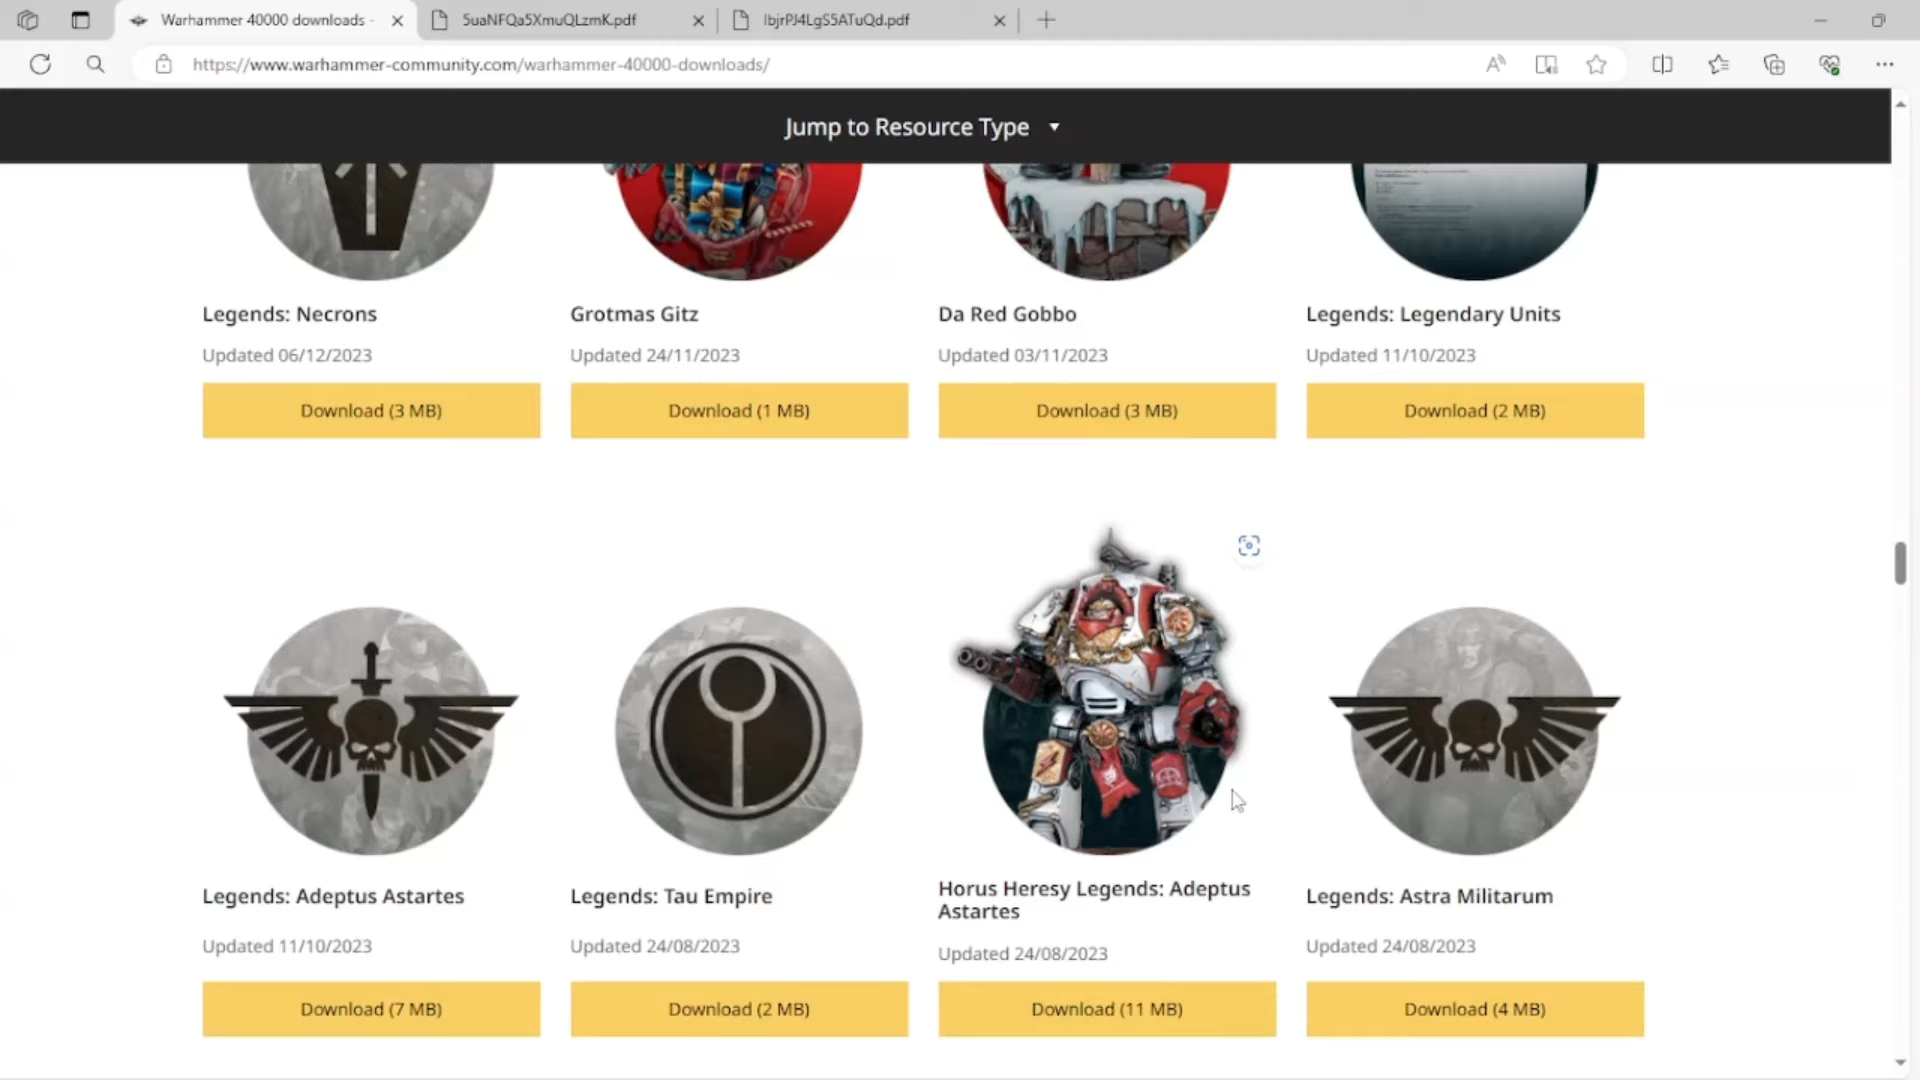 Warhammer 40000 downloads -
5uaNFQa5XmuQLzmK.pdf
https://www.warhammer-community.com/warhammer-40000-downloads/
Jump to Resource Type
Legends: Necrons
Grotmas Gitz
Da Red Gobbo
Legends: Legendary Units
Updated 06/12/2023
Updated 24/11/2023
Updated 03/11/2023
Updated 11/10/2023
Download (3 MB)
Download (1 MB)
Download (3 MB)
Download (2 MB)
Legends: Adeptus Astartes
Legends: Tau Empire
Horus Heresy Legends: Adeptus
Astartes
Legends: Astra Militarum
Updated 11/10/2023
Updated 24/08/2023
Updated 24/08/2023
Updated 24/08/2023
Download (7 MB)
Download (2 MB)
Download (11 MB)
Download (4 MB)